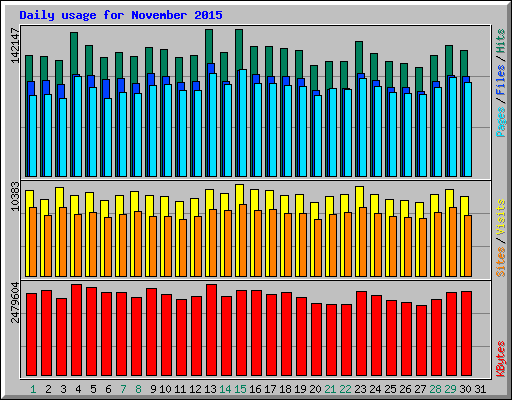 Daily usage for November 2015
142147
Pages / Files / Hits
10383
Sites / Visits
2479604
KBytes
1 2 3 4 5 6 7 8 9 10 11 12 13 14 15 16 17 18 19 20 21 22 23 24 25 26 27 28 29 30 31